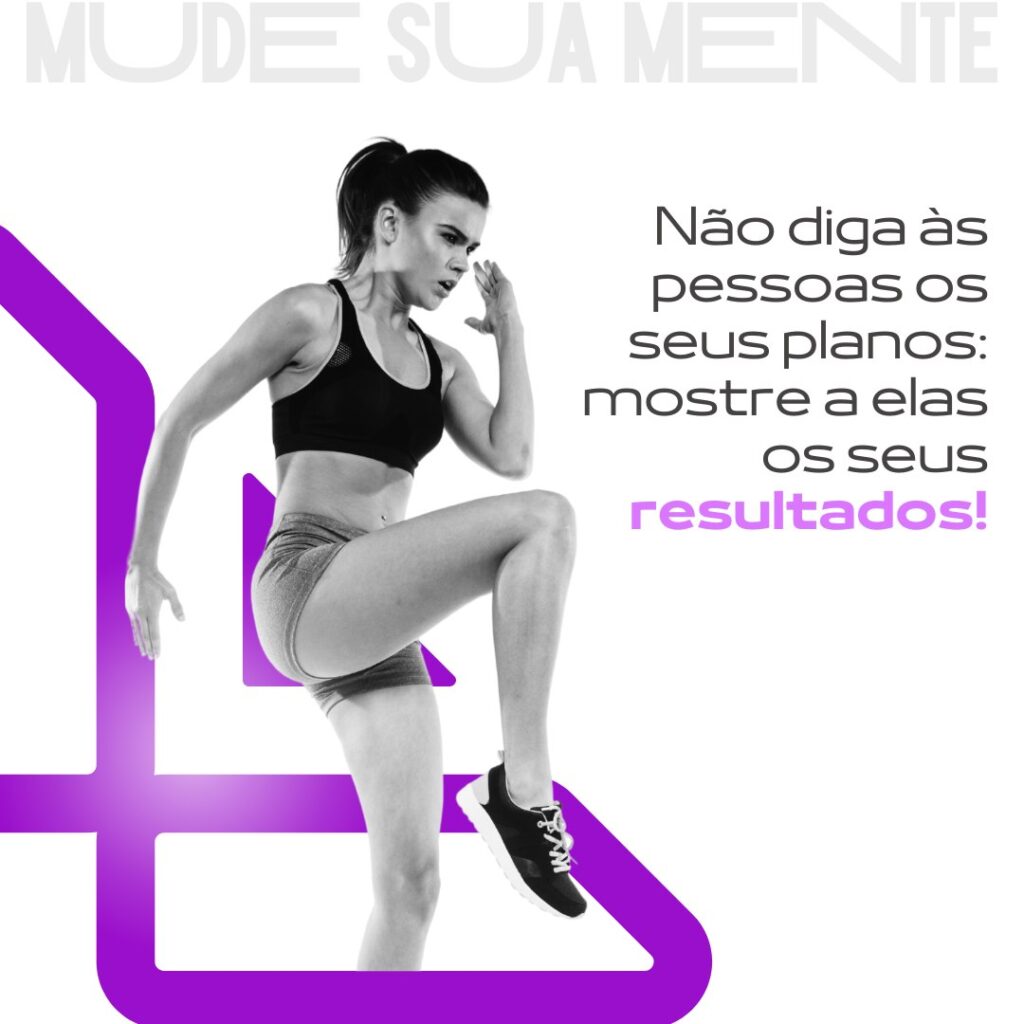 MUDE SUA MENTE
Não diga às
pessoas os
seus planos:
mostre a elas
os seus
resultados!